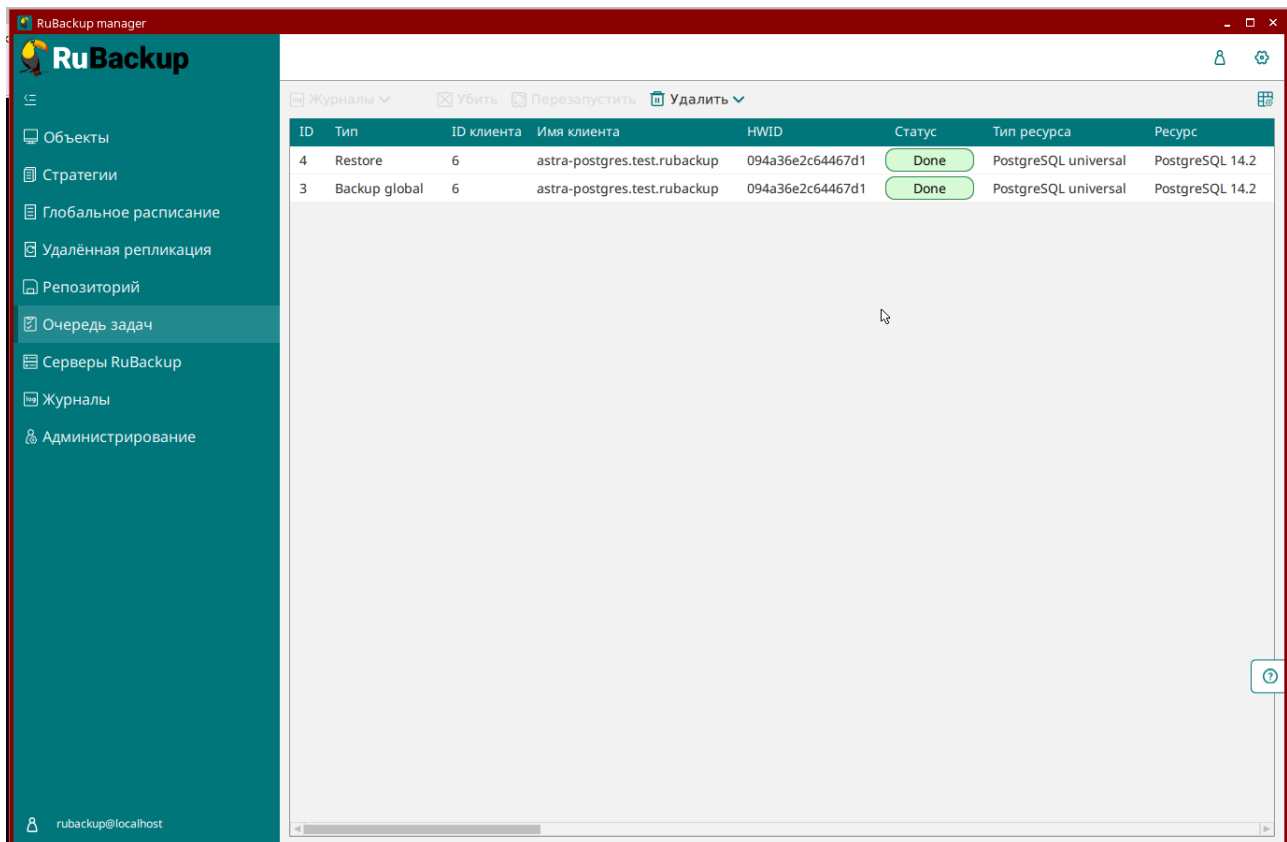 RuBackup manager
RuBackup
Журналы Убить Перезапустить Удалить
Объекты
Стратегии
Глобальное расписание
Удалённая репликация
Репозиторий
Очередь задач
Серверы RuBackup
Журналы
Администрирование
rubackup@localhost
ID Тип ID клиента Имя клиента HWID Статус Тип ресурса Ресурс
4 Restore 6 astra-postgres.test.rubackup 094a36e2c64467d1 Done PostgreSQL universal PostgreSQL 14.2
3 Backup global 6 astra-postgres.test.rubackup 094a36e2c64467d1 Done PostgreSQL universal PostgreSQL 14.2